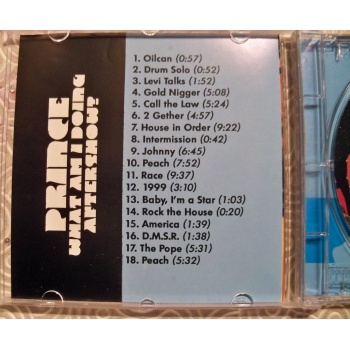 PRINCE
WHAT AM I DOING
AFTERSHOW?
1. Oilcan (0:57)
2. Drum Solo (0:52)
3. Levi Talks (1:52)
4. Gold Nigger (5:08)
5. Call the Law (5:24)
6. 2 Gether (4:57)
7. House in Order (9:22)
8. Intermission (0:42)
9. Johnny (6:45)
10. Peach (7:52)
11. Race (9:37)
12. 1999 (3:10)
13. Baby, I'm a Star (1:03)
14. Rock the House (0:20)
15. America (1:39)
16. D.M.S.R. (1:38)
17. The Pope (5:31)
18. Peach (5:32)